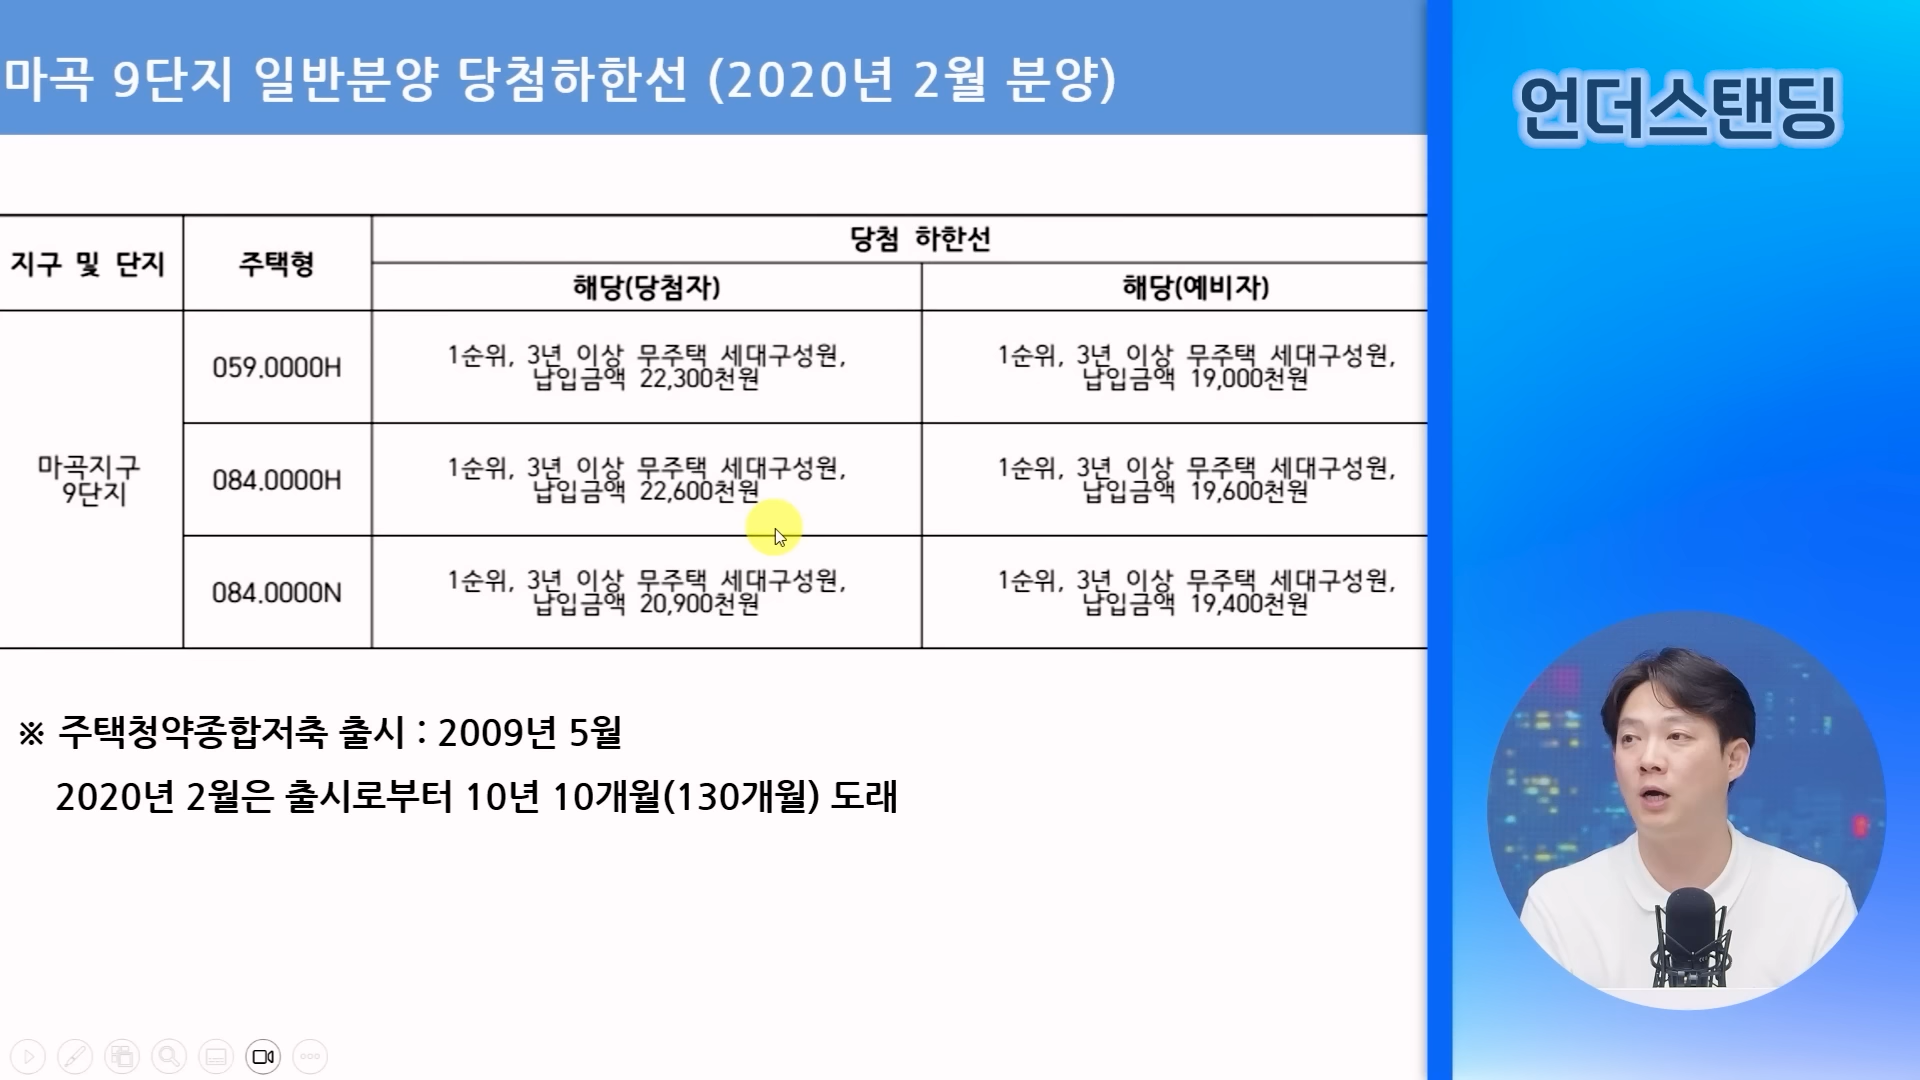 마곡 9단지 일반분양 당첨하한선 (2020년 2월 분양)
언더스탠딩
지구 및 단지
주택형
당첨 하한선
해당(당첨자)
해당(예비자)
마곡지구
9단지
059.0000H
1순위, 3년 이상 무주택 세대구성원,
납입금액 22,300천원
1순위, 3년 이상 무주택 세대구성원,
납입금액 19,000천원
084.0000H
1순위, 3년 이상 무주택 세대구성원,
납입금액 22,600천원
1순위, 3년 이상 무주택 세대구성원,
납입금액 19,600천원
084.0000N
1순위, 3년 이상 무주택 세대구성원,
납입금액 20,900천원
1순위, 3년 이상 무주택 세대구성원,
납입금액 19,400천원
※ 주택청약종합저축 출시 : 2009년 5월
2020년 2월은 출시로부터 10년 10개월(130개월) 도래